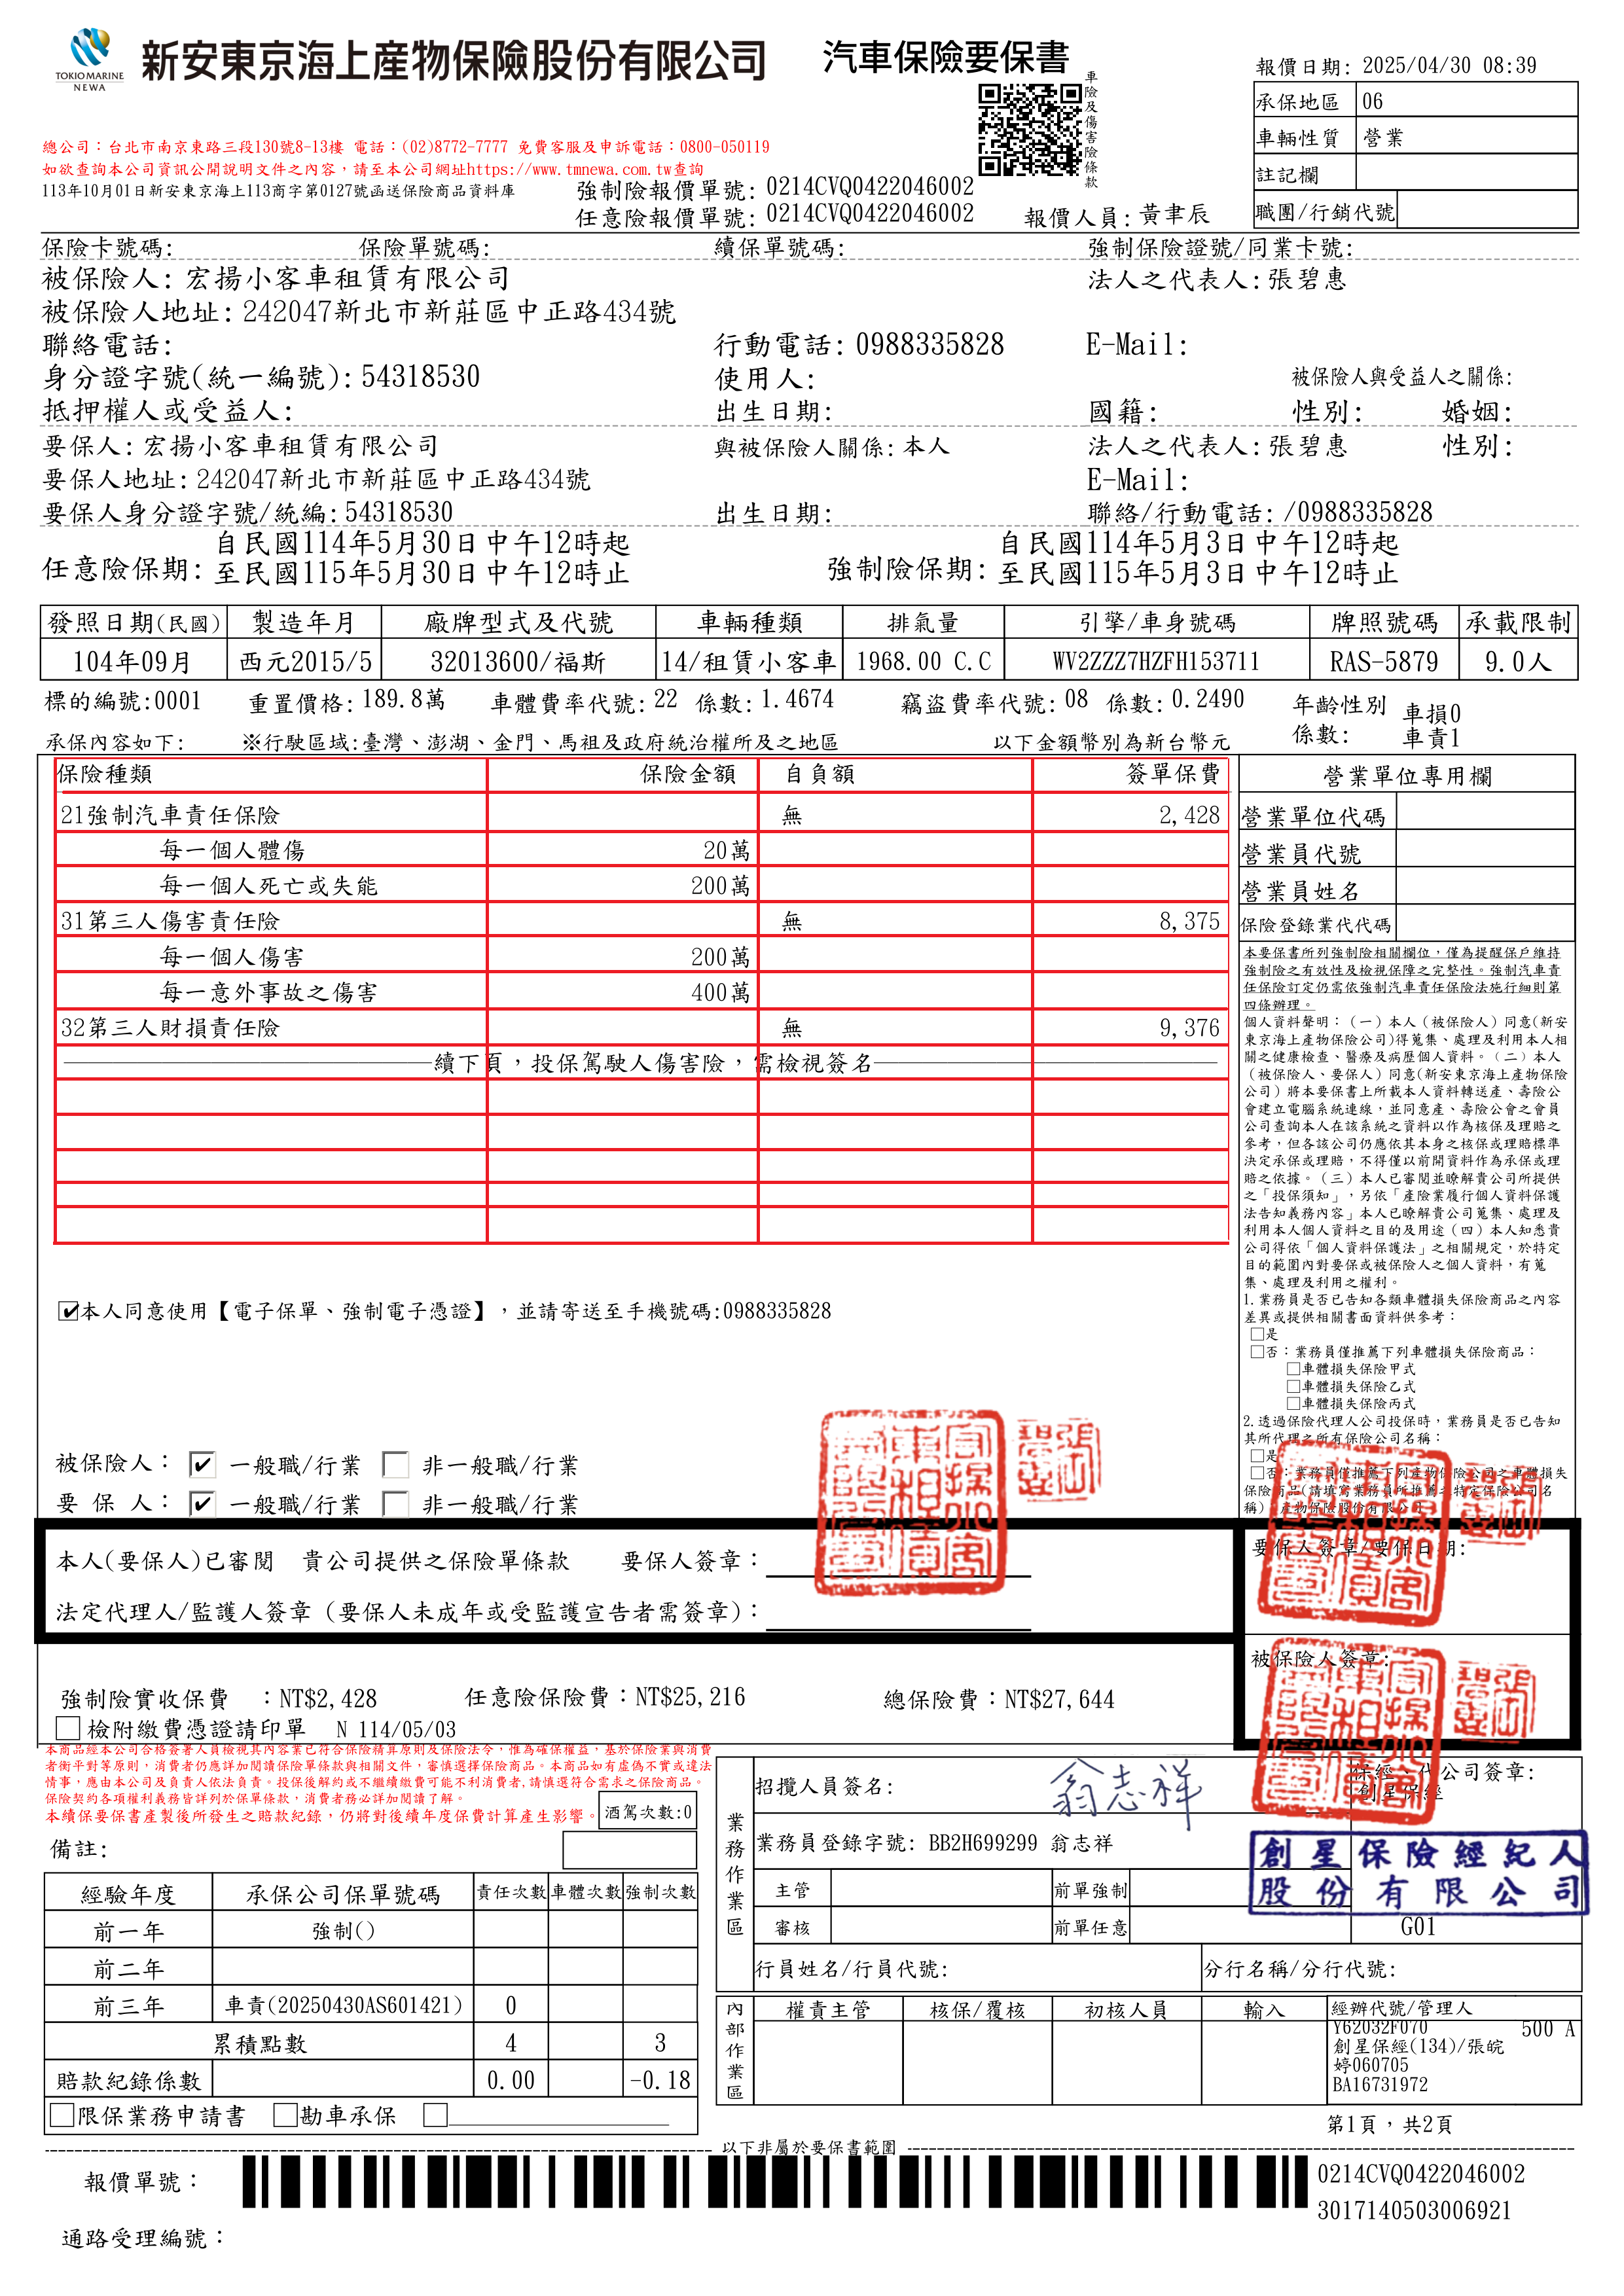 TOKIO MARINE
NEWA
新安東京海上產物保險股份有限公司
汽車保險要保書
車險及傷害險條款
報價日期: 2025/04/30 08:39
承保地區 06
車輛性質 營業
註記欄
職團/行銷代號
總公司：台北市南京東路三段130號8-13樓 電話：(02)8772-7777 免費客服及申訴電話：0800-050119
如欲查詢本公司資訊公開說明文件之內容，請至本公司網址https://www.tmnewa.com.tw查詢
113年10月01日新安東京海上113商字第0127號函送保險商品資料庫
強制險報價單號: 0214CVQ0422046002
任意險報價單號: 0214CVQ0422046002 報價人員: 黃聿辰
保險卡號碼: 保險單號碼: 續保單號碼: 強制保險證號/同業卡號:
被保險人: 宏揚小客車租賃有限公司 法人之代表人: 張碧惠
被保險人地址: 242047新北市新莊區中正路434號
聯絡電話: 行動電話: 0988335828 E-Mail:
身分證字號(統一編號): 54318530 使用人: 被保險人與受益人之關係:
抵押權人或受益人: 出生日期: 國籍: 性別: 婚姻:
要保人: 宏揚小客車租賃有限公司 與被保險人關係: 本人 法人之代表人: 張碧惠 性別:
要保人地址: 242047新北市新莊區中正路434號 E-Mail:
要保人身分證字號/統編: 54318530 出生日期: 聯絡/行動電話: /0988335828
任意險保期: 自民國114年5月30日中午12時起
至民國115年5月30日中午12時止
強制險保期: 自民國114年5月3日中午12時起
至民國115年5月3日中午12時止
發照日期(民國) 製造年月 廠牌型式及代號 車輛種類 排氣量 引擎/車身號碼 牌照號碼 承載限制
104年09月 西元2015/5 32013600/福斯 14/租賃小客車 1968.00 C.C WV2ZZZ7HZFH153711 RAS-5879 9.0人
標的編號:0001 重置價格: 189.8萬 車體費率代號: 22 係數: 1.4674 竊盜費率代號: 08 係數: 0.2490 年齡性別係數: 車損0
車責1
承保內容如下: ※行駛區域:臺灣、澎湖、金門、馬祖及政府統治權所及之地區 以下金額幣別為新台幣元
保險種類 保險金額 自負額 簽單保費
21強制汽車責任保險 無 2,428
每一個人體傷 20萬
每一個人死亡或失能 200萬
31第三人傷害責任險 無 8,375
每一個人傷害 200萬
每一意外事故之傷害 400萬
32第三人財損責任險 無 9,376
續下頁，投保駕駛人傷害險，需檢視簽名
營業單位專用欄
營業單位代碼
營業員代號
營業員姓名
保險登錄業代代碼
本要保書所列強制險相關欄位，僅為提醒保戶維持
強制險之有效性及檢視保障之完整性。強制汽車責
任保險訂定仍需依強制汽車責任保險法施行細則第
四條辦理。
個人資料聲明：（一）本人（被保險人）同意(新安
東京海上產物保險公司)得蒐集、處理及利用本人相
關之健康檢查、醫療及病歷個人資料。（二）本人
（被保險人、要保人）同意(新安東京海上產物保險
公司）將本要保書上所載本人資料轉送產、壽險公
會建立電腦系統連線，並同意產、壽險公會之會員
公司查詢本人在該系統之資料以作為核保及理賠之
參考，但各該公司仍應依其本身之核保或理賠標準
決定承保或理賠，不得僅以前開資料作為承保或理
賠之依據。（三）本人已審閱並瞭解貴公司所提供
之「投保須知」，另依「產險業履行個人資料保護
法告知義務內容」本人已瞭解貴公司蒐集、處理及
利用本人個人資料之目的及用途（四）本人知悉貴
公司得依「個人資料保護法」之相關規定，於特定
目的範圍內對要保或被保險人之個人資料，有蒐
集、處理及利用之權利。
1.業務員是否已告知各類車體損失保險商品之內容
差異或提供相關書面資料供參考：
□是
□否：業務員僅推薦下列車體損失保險商品：
□車體損失保險甲式
□車體損失保險乙式
□車體損失保險丙式
2.透過保險代理人公司投保時，業務員是否已告知
其所代理之所有保險公司名稱：
□是
□否：業務員僅推薦下列產物保險公司之車體損失
保險商品(請填寫業務員所推薦之特定保險公司名
稱) 產物保險股份有限公司
☑本人同意使用【電子保單、強制電子憑證】，並請寄送至手機號碼:0988335828
被保險人： ☑ 一般職/行業 □ 非一般職/行業
要 保 人： ☑ 一般職/行業 □ 非一般職/行業
本人(要保人)已審閱 貴公司提供之保險單條款 要保人簽章：
法定代理人/監護人簽章（要保人未成年或受監護宣告者需簽章）:
要保人簽章/要保日期:
被保險人簽章:
強制險實收保費 ：NT$2,428 任意險保險費：NT$25,216 總保險費：NT$27,644
□ 檢附繳費憑證請印單 N 114/05/03
本商品經本公司合格簽署人員檢視其內容業已符合保險精算原則及保險法令，惟為確保權益，基於保險業與消費
者衡平對等原則，消費者仍應詳加閱讀保險單條款與相關文件，審慎選擇保險商品。本商品如有虛偽不實或違法
情事，應由本公司及負責人依法負責。投保後解約或不繼續繳費可能不利消費者,請慎選符合需求之保險商品。
保險契約各項權利義務皆詳列於保單條款，消費者務必詳加閱讀了解。
本續保要保書產製後所發生之賠款紀錄，仍將對後續年度保費計算產生影響。
酒駕次數:0
備註:
經驗年度 承保公司保單號碼 責任次數 車體次數 強制次數
前一年 強制()
前二年
前三年 車責(20250430AS601421) 0
累積點數 4 3
賠款紀錄係數 0.00 -0.18
□限保業務申請書 □勘車承保 □
業務作業區
招攬人員簽名: 翁志祥
保經、代公司簽章:
創星保經
業務員登錄字號: BB2H699299 翁志祥
創星保險經紀人
股份有限公司
主管 前單強制
審核 前單任意 G01
行員姓名/行員代號: 分行名稱/分行代號:
內部作業區
權責主管 核保/覆核 初核人員 輸入 經辦代號/管理人
Y62032F070 500 A
創星保經(134)/張皖
婷060705
BA16731972
第1頁，共2頁
以下非屬於要保書範圍
報價單號： 0214CVQ0422046002
3017140503006921
通路受理編號：